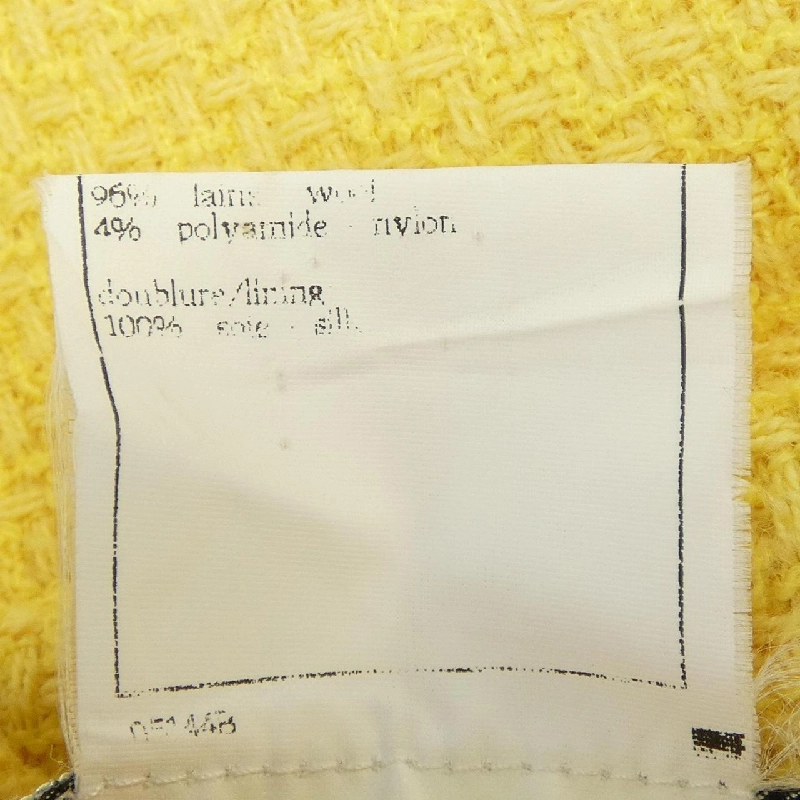 96% laine wool
4% polyamide - nylon
doublure/lining
100% soie - silk